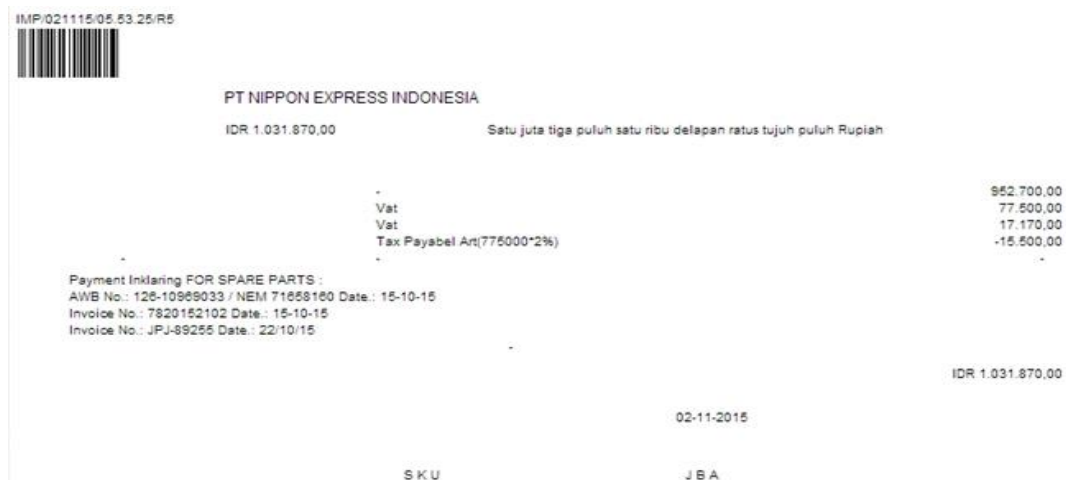 IMP/021115/05.53.25/R5
PT NIPPON EXPRESS INDONESIA
IDR 1.031.870,00 Satu juta tiga puluh satu ribu delapan ratus tujuh puluh Rupiah
- 952.700,00
Vat 77.500,00
Vat 17.170,00
Tax Payabel Art(775000*2%) -15.500,00
- - -
Payment Inklaring FOR SPARE PARTS :
AWB No.: 126-10969033 / NEM 71658160 Date.: 15-10-15
Invoice No.: 7820152102 Date.: 15-10-15
Invoice No.: JPJ-89255 Date.: 22/10/15
-
IDR 1.031.870,00
02-11-2015
S K U J B A